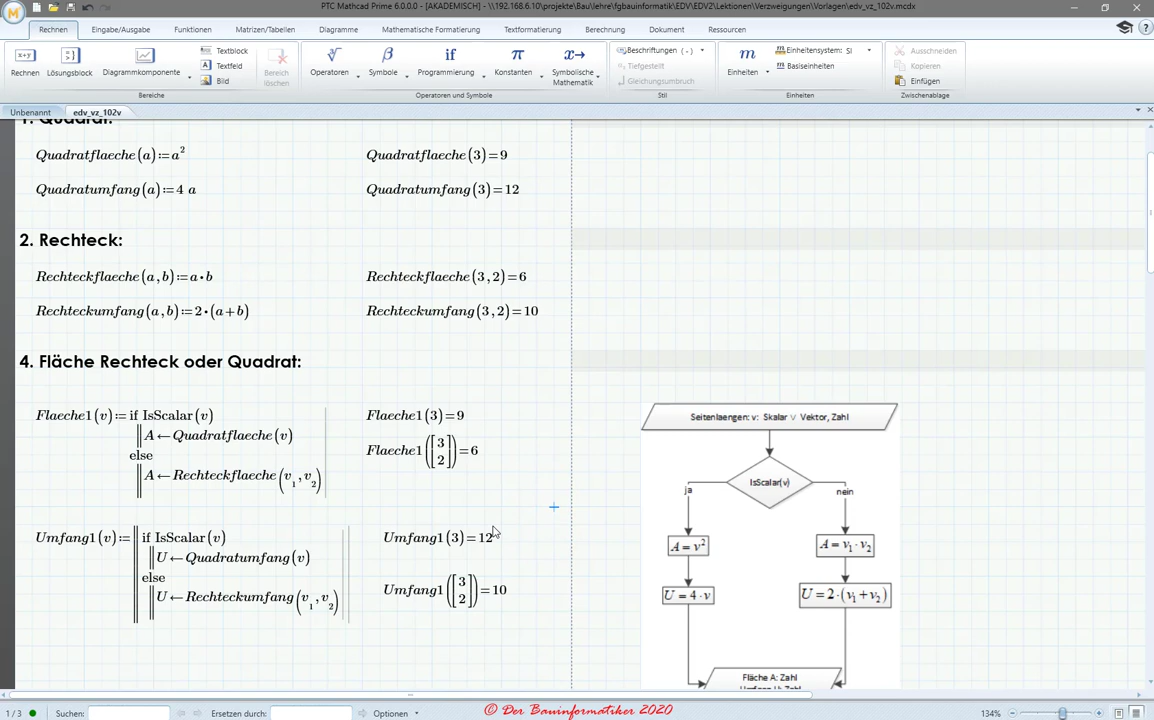 PTC Mathcad Prime 6.0.0.0 - [AKADEMISCH] - \\192.168.6.10\projekte\Bau\lehre\fgbauinformatik\EDV\EDV2\Lektionen\Verzweigungen\Vorlagen\edv_vz_102v.mcdx
Rechnen Eingabe/Ausgabe Funktionen Matrizen/Tabellen Diagramme Mathematische Formatierung Textformatierung Berechnung Dokument Ressourcen
Rechnen Lösungsblock Diagrammkomponente Textblock Textfeld Bild Bereich löschen
Operatoren Symbole Programmierung Konstanten Symbolische Mathematik
Beschriftungen ( - ) Tiefgestellt Gleichungsumbruch
Einheiten Einheitensystem: SI Basiseinheiten
Ausschneiden Kopieren Einfügen
Bereiche Operatoren und Symbole Stil Einheiten Zwischenablage
Unbenannt edv_vz_102v
1. Quadrat:
Quadratflaeche(a):=a² Quadratflaeche(3)=9
Quadratumfang(a):=4 a Quadratumfang(3)=12
2. Rechteck:
Rechteckflaeche(a,b):=a·b Rechteckflaeche(3,2)=6
Rechteckumfang(a,b):=2·(a+b) Rechteckumfang(3,2)=10
4. Fläche Rechteck oder Quadrat:
Flaeche1(v):= if IsScalar(v)
A←Quadratflaeche(v)
else
A←Rechteckflaeche(v₁,v₂)
Flaeche1(3)=9
Flaeche1([3 2])=6
Umfang1(v):= if IsScalar(v)
U←Quadratumfang(v)
else
U←Rechteckumfang(v₁,v₂)
Umfang1(3)=12
Umfang1([3 2])=10
Seitenlaengen: v: Skalar ∨ Vektor, Zahl
IsScalar(v)
ja nein
A=v² A=v₁·v₂
U=4·v U=2·(v₁+v₂)
Fläche A: Zahl
Umfang U: Zahl
1 / 3 Suchen: Ersetzen durch: Optionen © Der Bauinformatiker 2020 134%